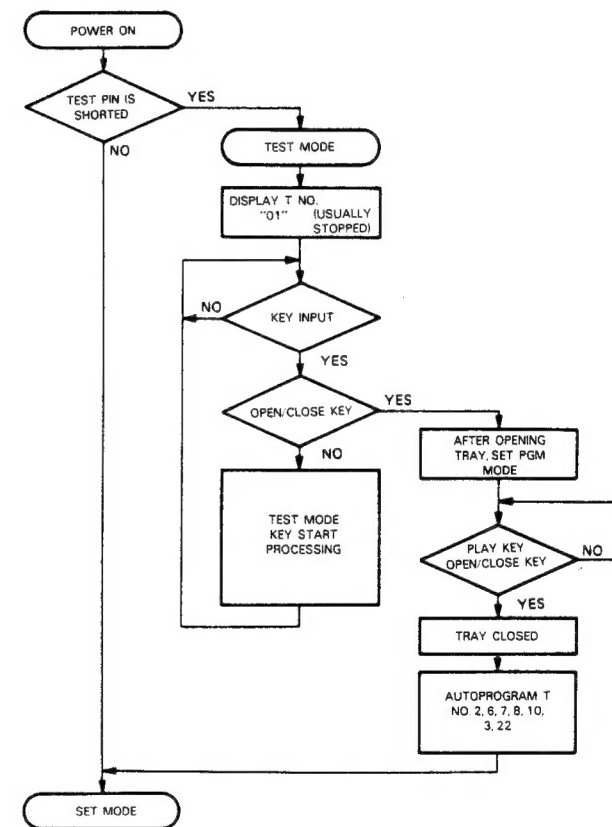 POWER ON
TEST PIN IS
SHORTED
YES
NO
TEST MODE
DISPLAY T NO.
"01" (USUALLY
STOPPED)
NO
KEY INPUT
YES
OPEN/CLOSE KEY
YES
NO
AFTER OPENING
TRAY, SET PGM
MODE
TEST MODE
KEY START
PROCESSING
PLAY KEY
OPEN/CLOSE KEY
NO
YES
TRAY CLOSED
AUTOPROGRAM T
NO. 2, 6, 7, 8, 10,
3, 22
SET MODE